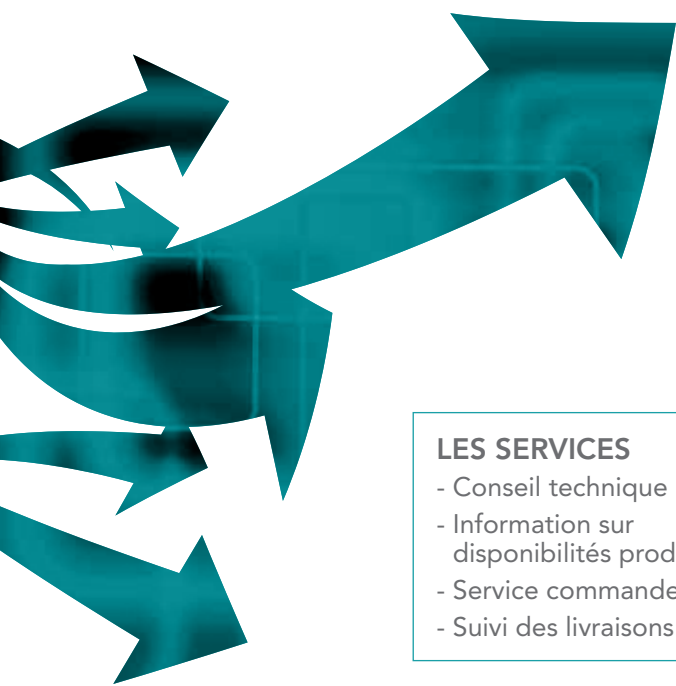 LES SERVICES
- Conseil technique
- Information sur
disponibilités prod
- Service commande
- Suivi des livraisons